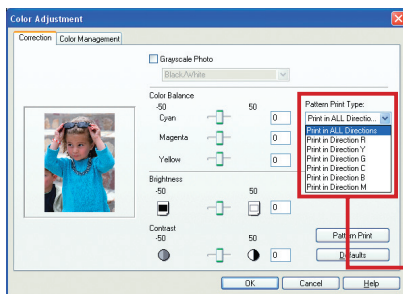 Color Adjustment
Correction
Color Management
Grayscale Photo
Black/White
Color Balance
-50 50
Cyan 0
Magenta 0
Yellow 0
Brightness
-50 50
0
Contrast
-50 50
0
Pattern Print Type:
Print in ALL Directio...
Print in ALL Directions
Print in Direction R
Print in Direction Y
Print in Direction G
Print in Direction C
Print in Direction B
Print in Direction M
Pattern Print
Defaults
OK Cancel Help